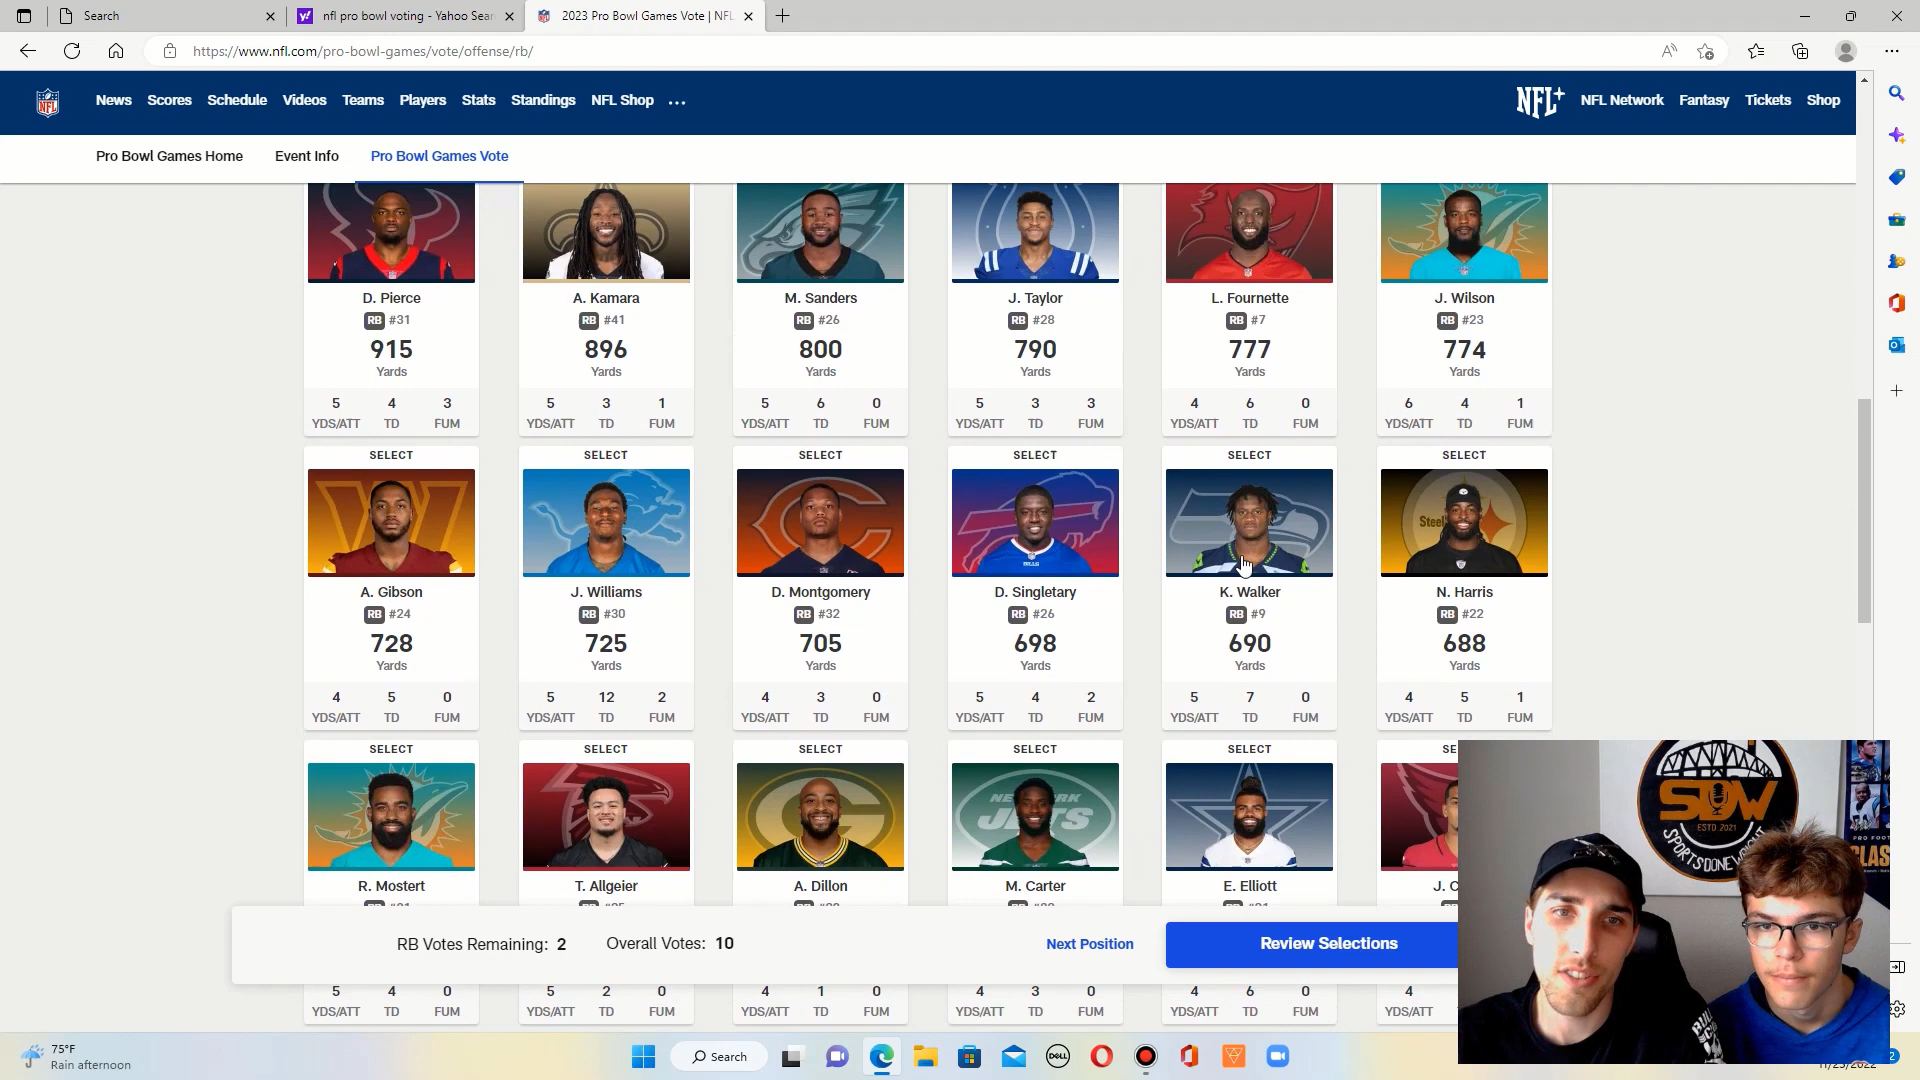 Search
nfl pro bowl voting - Yahoo Sear
2023 Pro Bowl Games Vote | NFL
https://www.nfl.com/pro-bowl-games/vote/offense/rb/
NFL
News Scores Schedule Videos Teams Players Stats Standings NFL Shop ...
NFL+ NFL Network Fantasy Tickets Shop
Pro Bowl Games Home Event Info Pro Bowl Games Vote
D. Pierce A. Kamara M. Sanders J. Taylor L. Fournette J. Wilson
RB #31 RB #41 RB #26 RB #28 RB #7 RB #23
915 896 800 790 777 774
Yards Yards Yards Yards Yards Yards
5 4 3 5 3 1 5 6 0 5 3 3 4 6 0 6 4 1
YDS/ATT TD FUM YDS/ATT TD FUM YDS/ATT TD FUM YDS/ATT TD FUM YDS/ATT TD FUM YDS/ATT TD FUM
SELECT SELECT SELECT SELECT SELECT SELECT
BILLS
Steel
A. Gibson J. Williams D. Montgomery D. Singletary K. Walker N. Harris
RB #24 RB #30 RB #32 RB #26 RB #9 RB #22
728 725 705 698 690 688
Yards Yards Yards Yards Yards Yards
4 5 0 5 12 2 4 3 0 5 4 2 5 7 0 4 5 1
YDS/ATT TD FUM YDS/ATT TD FUM YDS/ATT TD FUM YDS/ATT TD FUM YDS/ATT TD FUM YDS/ATT TD FUM
SELECT SELECT SELECT SELECT SELECT SE
NEW YORK
JETS
R. Mostert T. Allgeier A. Dillon M. Carter E. Elliott J. C
RB Votes Remaining: 2 Overall Votes: 10 Next Position Review Selections
5 4 0 5 2 0 4 1 0 4 3 0 4 6 0 4
YDS/ATT TD FUM YDS/ATT TD FUM YDS/ATT TD FUM YDS/ATT TD FUM YDS/ATT TD FUM YDS/ATT
SDW
ESTD. 2021
SPORTSDONEWRIGHT
PRO FOO
CLAS
75°F
Rain afternoon
Search
DELL
2